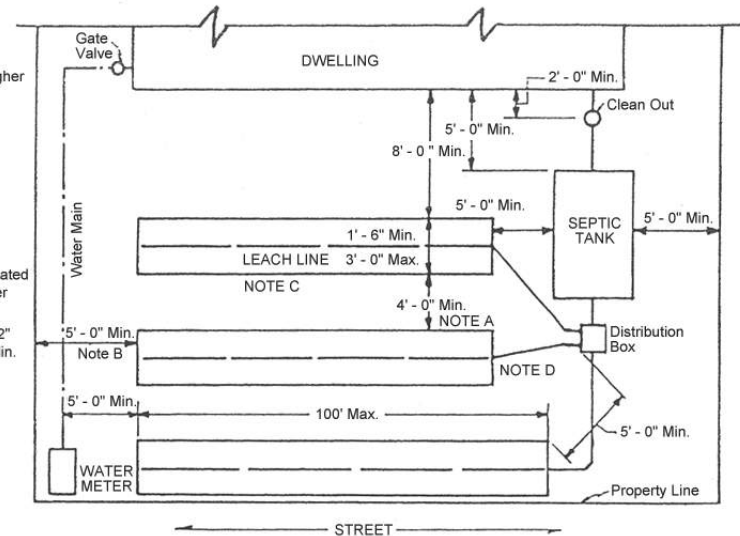 Gate
Valve
DWELLING
2' - 0" Min.
Clean Out
5' - 0" Min.
8' - 0 " Min.
5' - 0" Min.
SEPTIC
TANK
5' - 0" Min.
Water Main
1' - 6" Min.
LEACH LINE 3' - 0" Max.
NOTE C
4' - 0" Min.
NOTE A
5' - 0" Min.
Note B
Distribution
Box
NOTE D
5' - 0" Min.
100' Max.
5' - 0" Min.
WATER
METER
Property Line
STREET